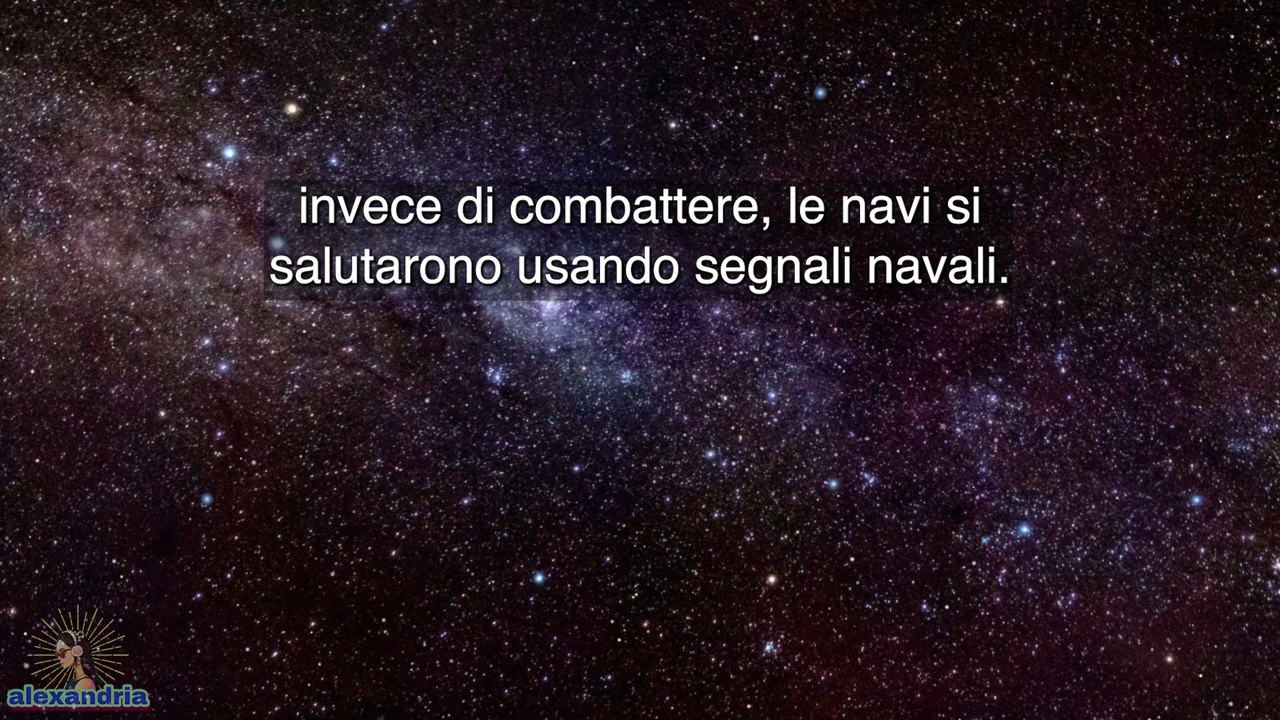 invece di combattere, le navi si
salutarono usando segnali navali.
alexandria